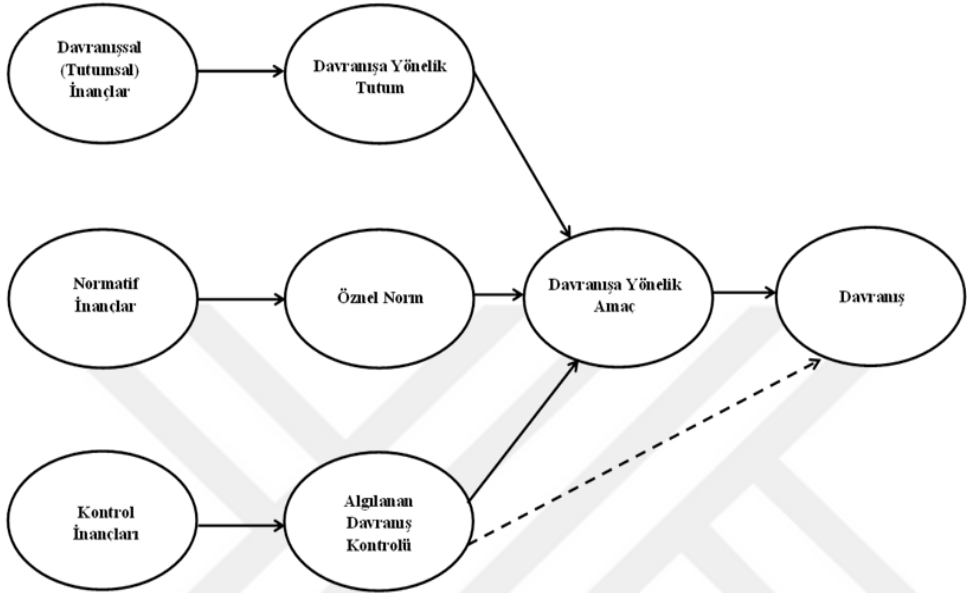 Davranışsal
(Tutumsal)
İnançlar
Davranışa Yönelik
Tutum
Normatif
İnançlar
Öznel Norm
Davranışa Yönelik
Amaç
Davranış
Kontrol
İnançları
Algılanan
Davranış
Kontrolü